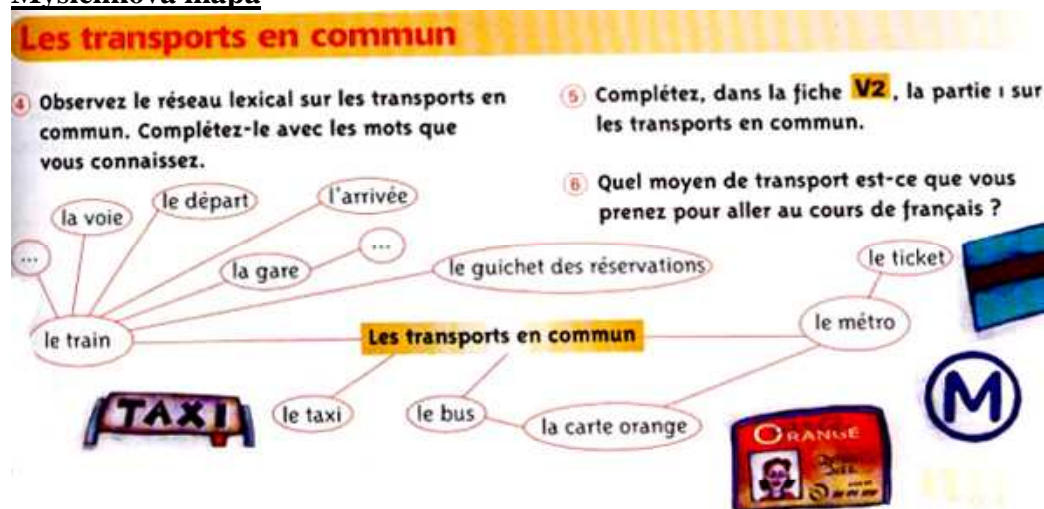 Myšlenková mapa
Les transports en commun
4 Observez le réseau lexical sur les transports en
commun. Complétez-le avec les mots que
vous connaissez.
5 Complétez, dans la fiche V2, la partie 1 sur
les transports en commun.
6 Quel moyen de transport est-ce que vous
prenez pour aller au cours de français ?
la voie
le départ
l'arrivée
...
la gare
...
le guichet des réservations
le ticket
le train
Les transports en commun
le métro
TAXI
le taxi
le bus
la carte orange
M
ORANGE